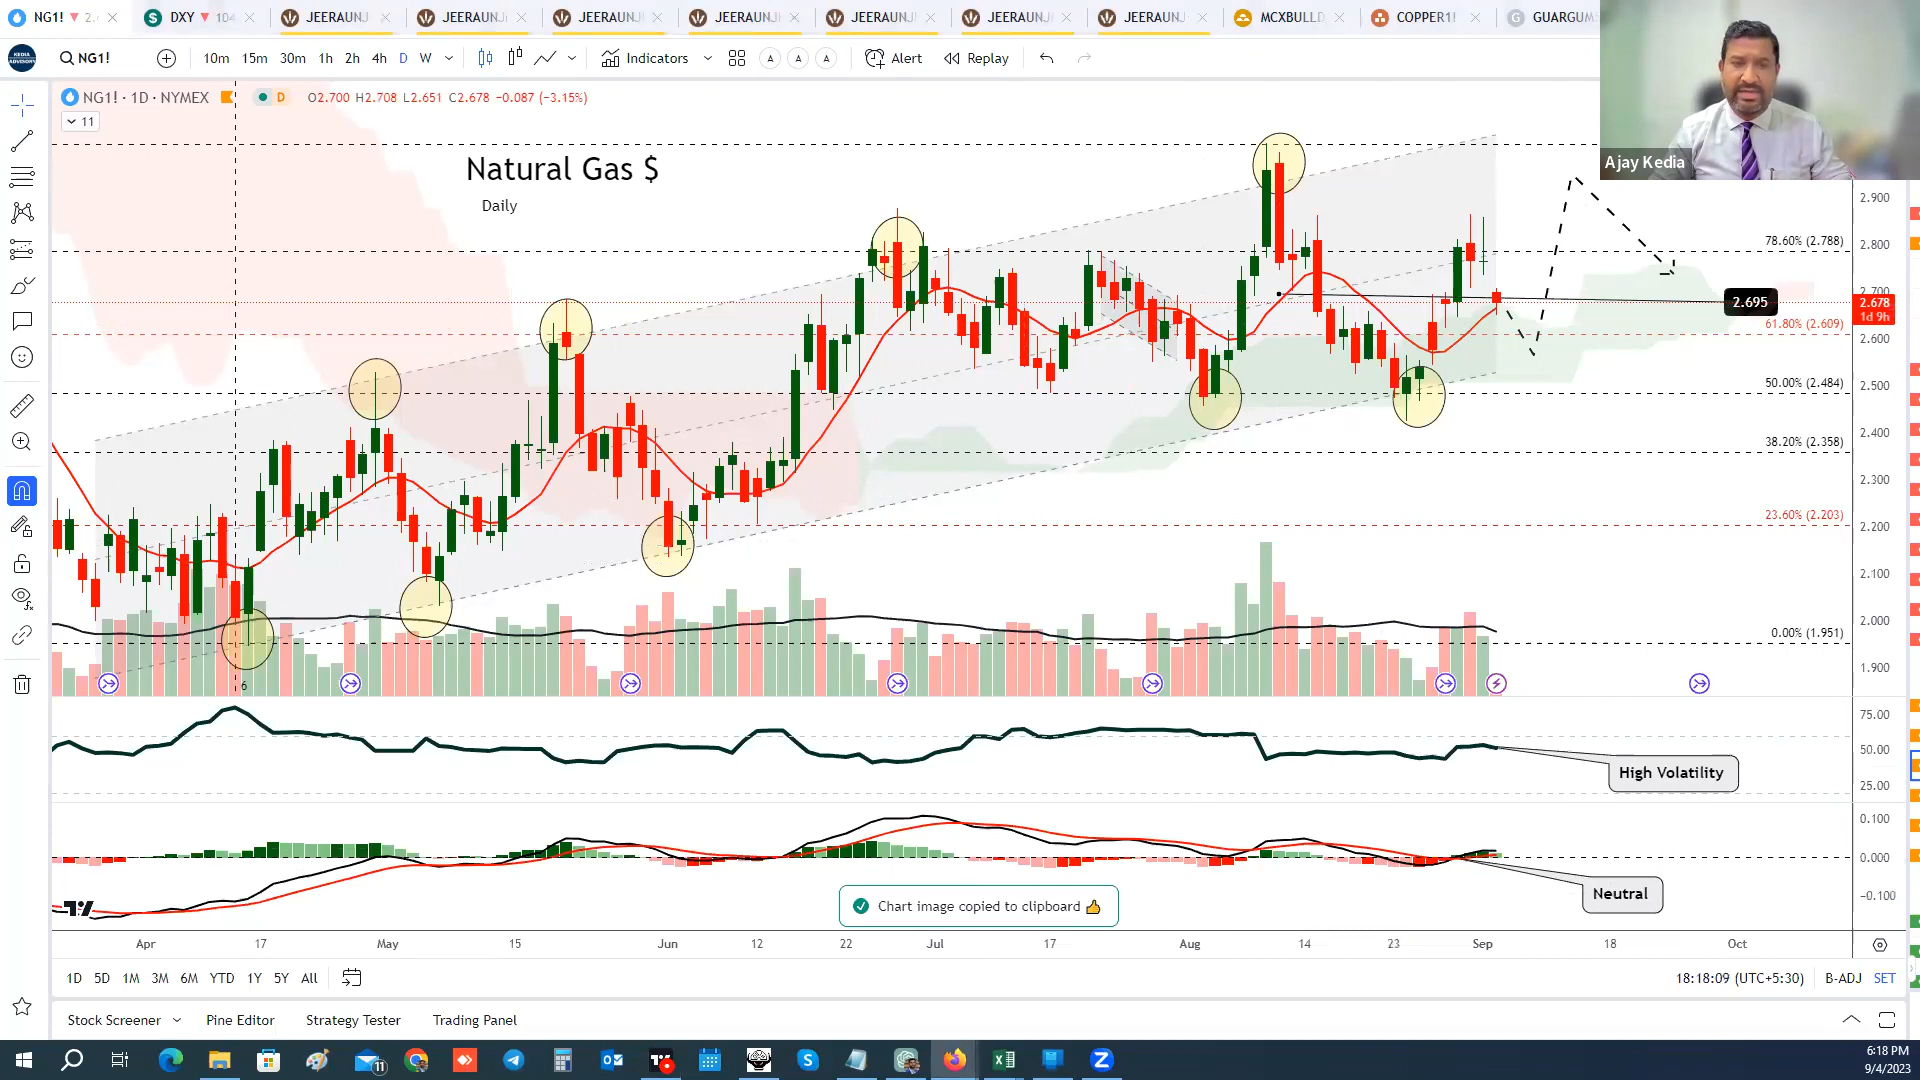 NG1! 2. DXY 104 JEERAUNJ JEERAUNJ JEERAUNJ JEERAUNJ JEERAUNJ JEERAUNJ JEERAUNJ MCXBULLD COPPER1! GUARGUM5
KEDIA ADVISORY NG1! 10m 15m 30m 1h 2h 4h D W Indicators A A A Alert Replay
NG1! · 1D · NYMEX D O2.700 H2.708 L2.651 C2.678 −0.087 (−3.15%)
11
Ajay Kedia
Natural Gas $
Daily
2.900
78.60% (2.788)
2.800
2.700
2.695
2.678
1d 9h
61.80% (2.609)
2.600
50.00% (2.484)
2.500
2.400
38.20% (2.358)
2.300
23.60% (2.203)
2.200
2.100
2.000
0.00% (1.951)
1.900
6
75.00
50.00
High Volatility
25.00
0.100
0.000
Neutral
−0.100
Chart image copied to clipboard 👍
Apr 17 May 15 Jun 12 22 Jul 17 Aug 14 23 Sep 18 Oct
1D 5D 1M 3M 6M YTD 1Y 5Y All 18:18:09 (UTC+5:30) B-ADJ SET
Stock Screener Pine Editor Strategy Tester Trading Panel
11
6:18 PM
9/4/2023